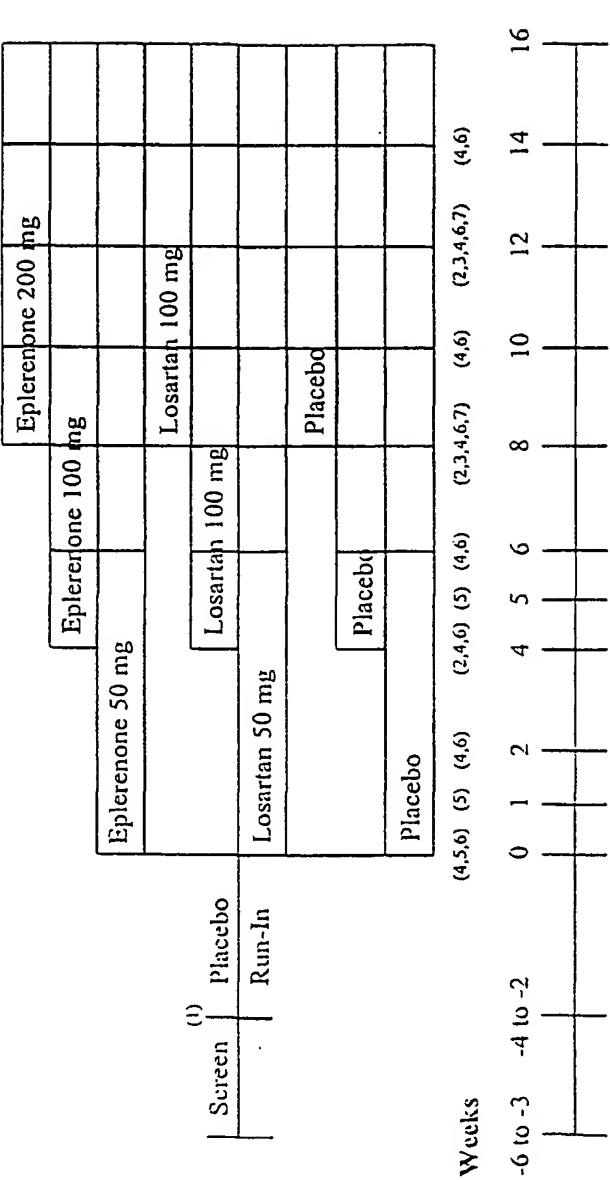 Eplerenone 200 mg
Eplerenone 100 mg
Eplerenone 50 mg
Losartan 100 mg
Losartan 100 mg
Losartan 50 mg
Placebo
Placebo
Placebo
Screen (1) Placebo
Run-In
(4,5,6) (5) (4,6) (2,4,6) (5) (4,6) (2,3,4,6,7) (4,6) (2,3,4,6,7) (4,6)
Weeks
-6 to -3 -4 to -2 0 1 2 4 5 6 8 10 12 14 16